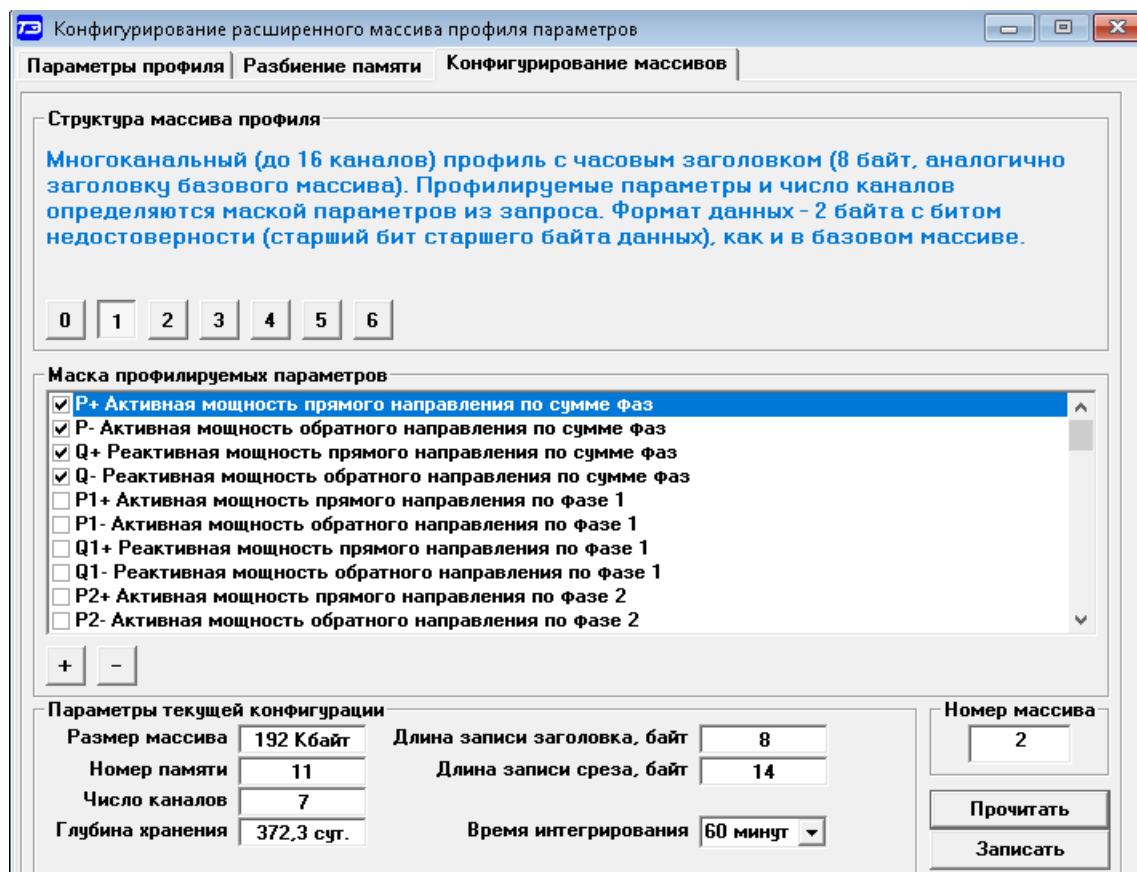 ТЭ Конфигурирование расширенного массива профиля параметров
Параметры профиля Разбиение памяти Конфигурирование массивов
Структура массива профиля
Многоканальный (до 16 каналов) профиль с часовым заголовком (8 байт, аналогично
заголовку базового массива). Профилируемые параметры и число каналов
определяются маской параметров из запроса. Формат данных - 2 байта с битом
недостоверности (старший бит старшего байта данных), как и в базовом массиве.
0 1 2 3 4 5 6
Маска профилируемых параметров
P+ Активная мощность прямого направления по сумме фаз
P- Активная мощность обратного направления по сумме фаз
Q+ Реактивная мощность прямого направления по сумме фаз
Q- Реактивная мощность обратного направления по сумме фаз
P1+ Активная мощность прямого направления по фазе 1
P1- Активная мощность обратного направления по фазе 1
Q1+ Реактивная мощность прямого направления по фазе 1
Q1- Реактивная мощность обратного направления по фазе 1
P2+ Активная мощность прямого направления по фазе 2
P2- Активная мощность обратного направления по фазе 2
+ -
Параметры текущей конфигурации
Размер массива 192 Кбайт Длина записи заголовка, байт 8
Номер памяти 11 Длина записи среза, байт 14
Число каналов 7
Глубина хранения 372,3 сут. Время интегрирования 60 минут
Номер массива
2
Прочитать
Записать